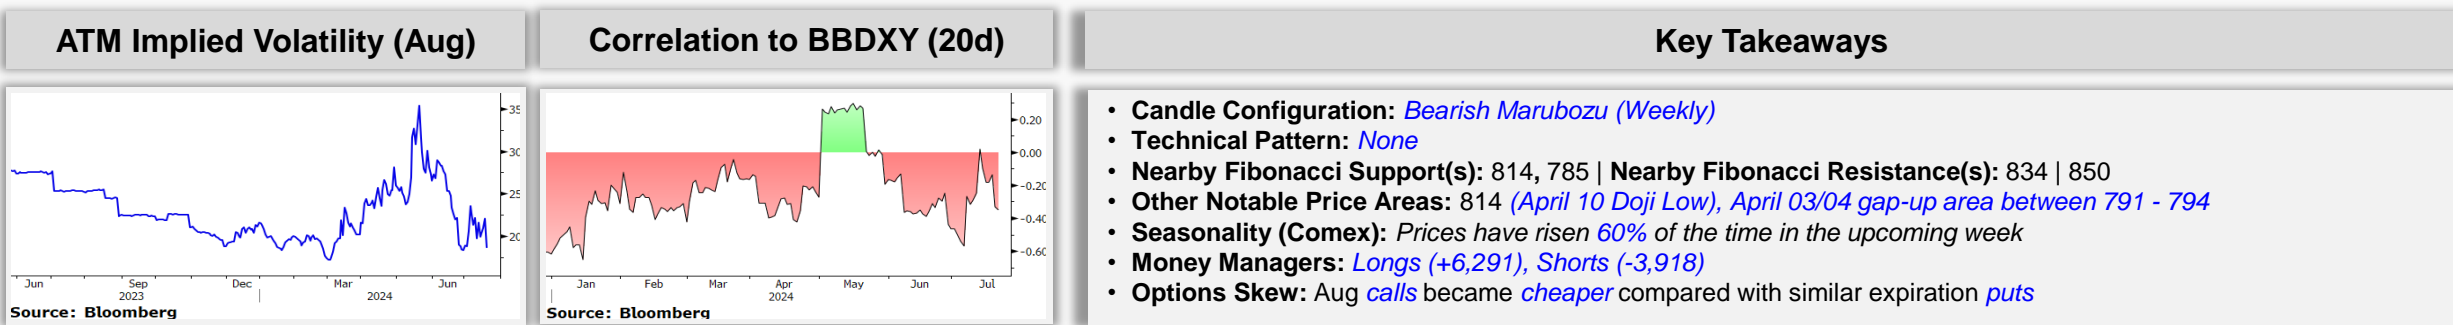 ATM Implied Volatility (Aug)
35
30
25
20
Jun Sep Dec Mar Jun
2023 2024
Source: Bloomberg
Correlation to BBDXY (20d)
0.20
0.00
-0.20
-0.40
-0.60
Jan Feb Mar Apr May Jun Jul
2024
Source: Bloomberg
Key Takeaways
• Candle Configuration: Bearish Marubozu (Weekly)
• Technical Pattern: None
• Nearby Fibonacci Support(s): 814, 785 | Nearby Fibonacci Resistance(s): 834 | 850
• Other Notable Price Areas: 814 (April 10 Doji Low), April 03/04 gap-up area between 791 - 794
• Seasonality (Comex): Prices have risen 60% of the time in the upcoming week
• Money Managers: Longs (+6,291), Shorts (-3,918)
• Options Skew: Aug calls became cheaper compared with similar expiration puts